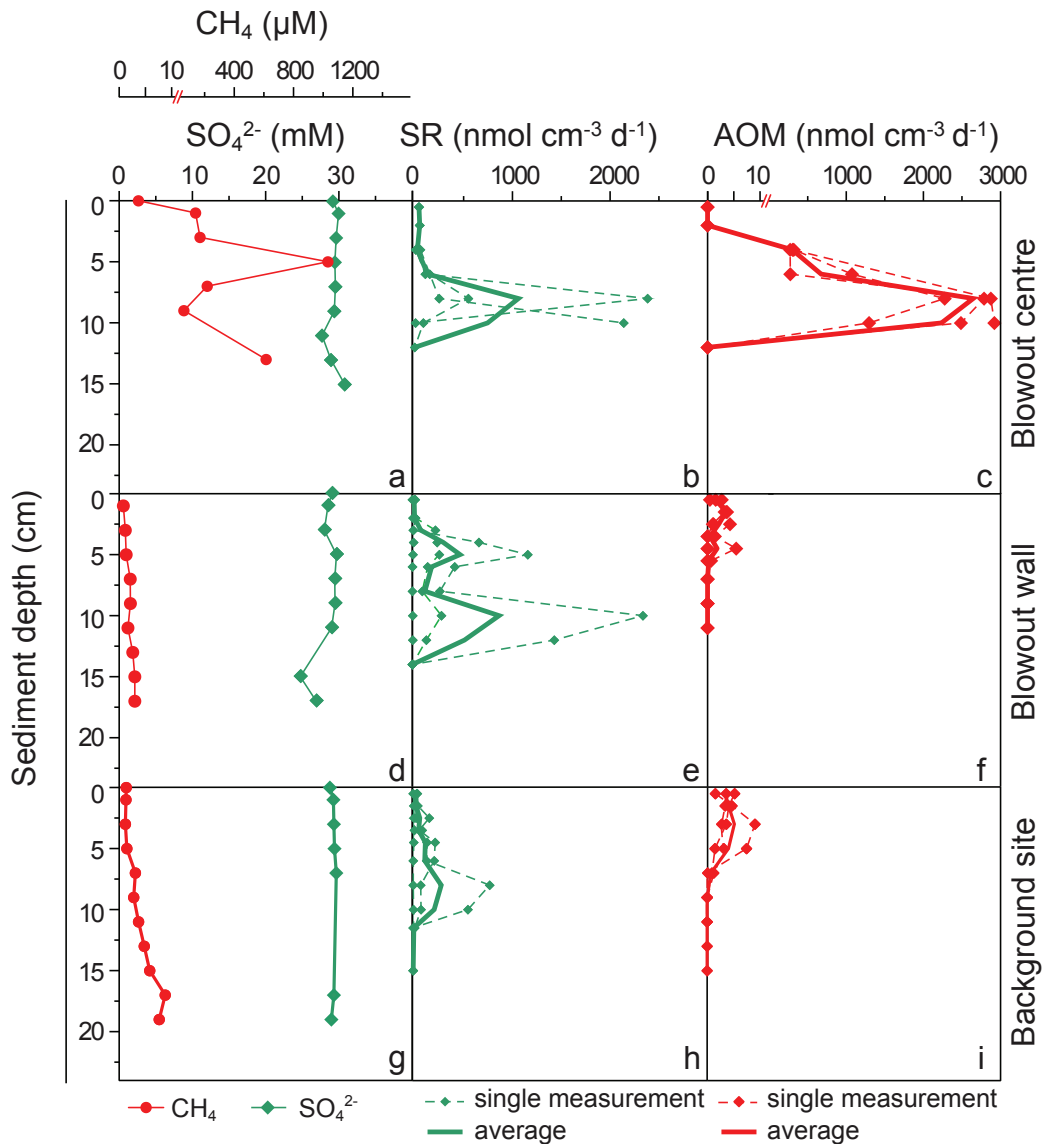 CH₄ (µM)
0 10 400 800 1200
SO₄²⁻ (mM) SR (nmol cm⁻³ d⁻¹) AOM (nmol cm⁻³ d⁻¹)
0 10 20 30 0 1000 2000 0 10 1000 2000 3000
0
5
10
15
20
a b c
Blowout centre
0
5
10
15
20
d e f
Blowout wall
0
5
10
15
20
g h i
Background site
Sediment depth (cm)
CH₄ SO₄²⁻ single measurement single measurement
average average